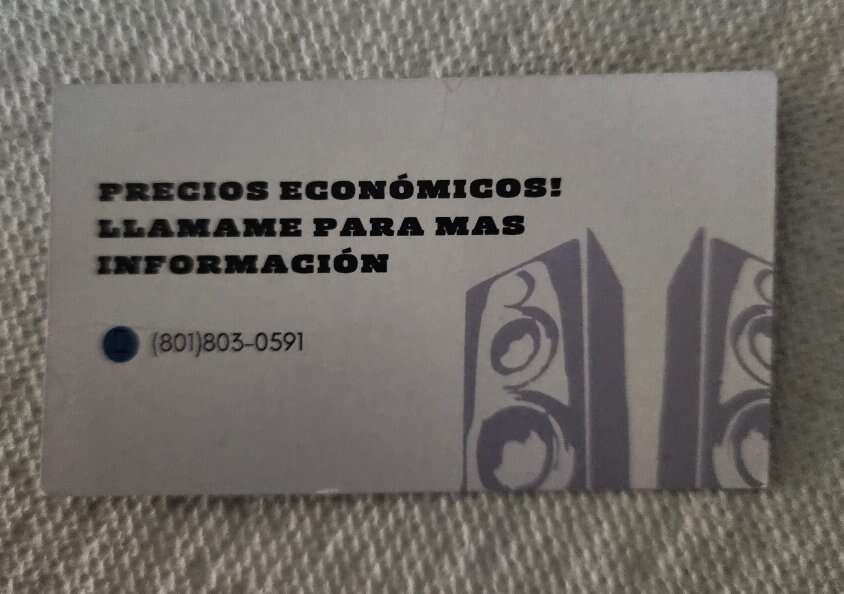 PRECIOS ECONÓMICOS!
LLAMAME PARA MAS
INFORMACIÓN
(801)803-0591